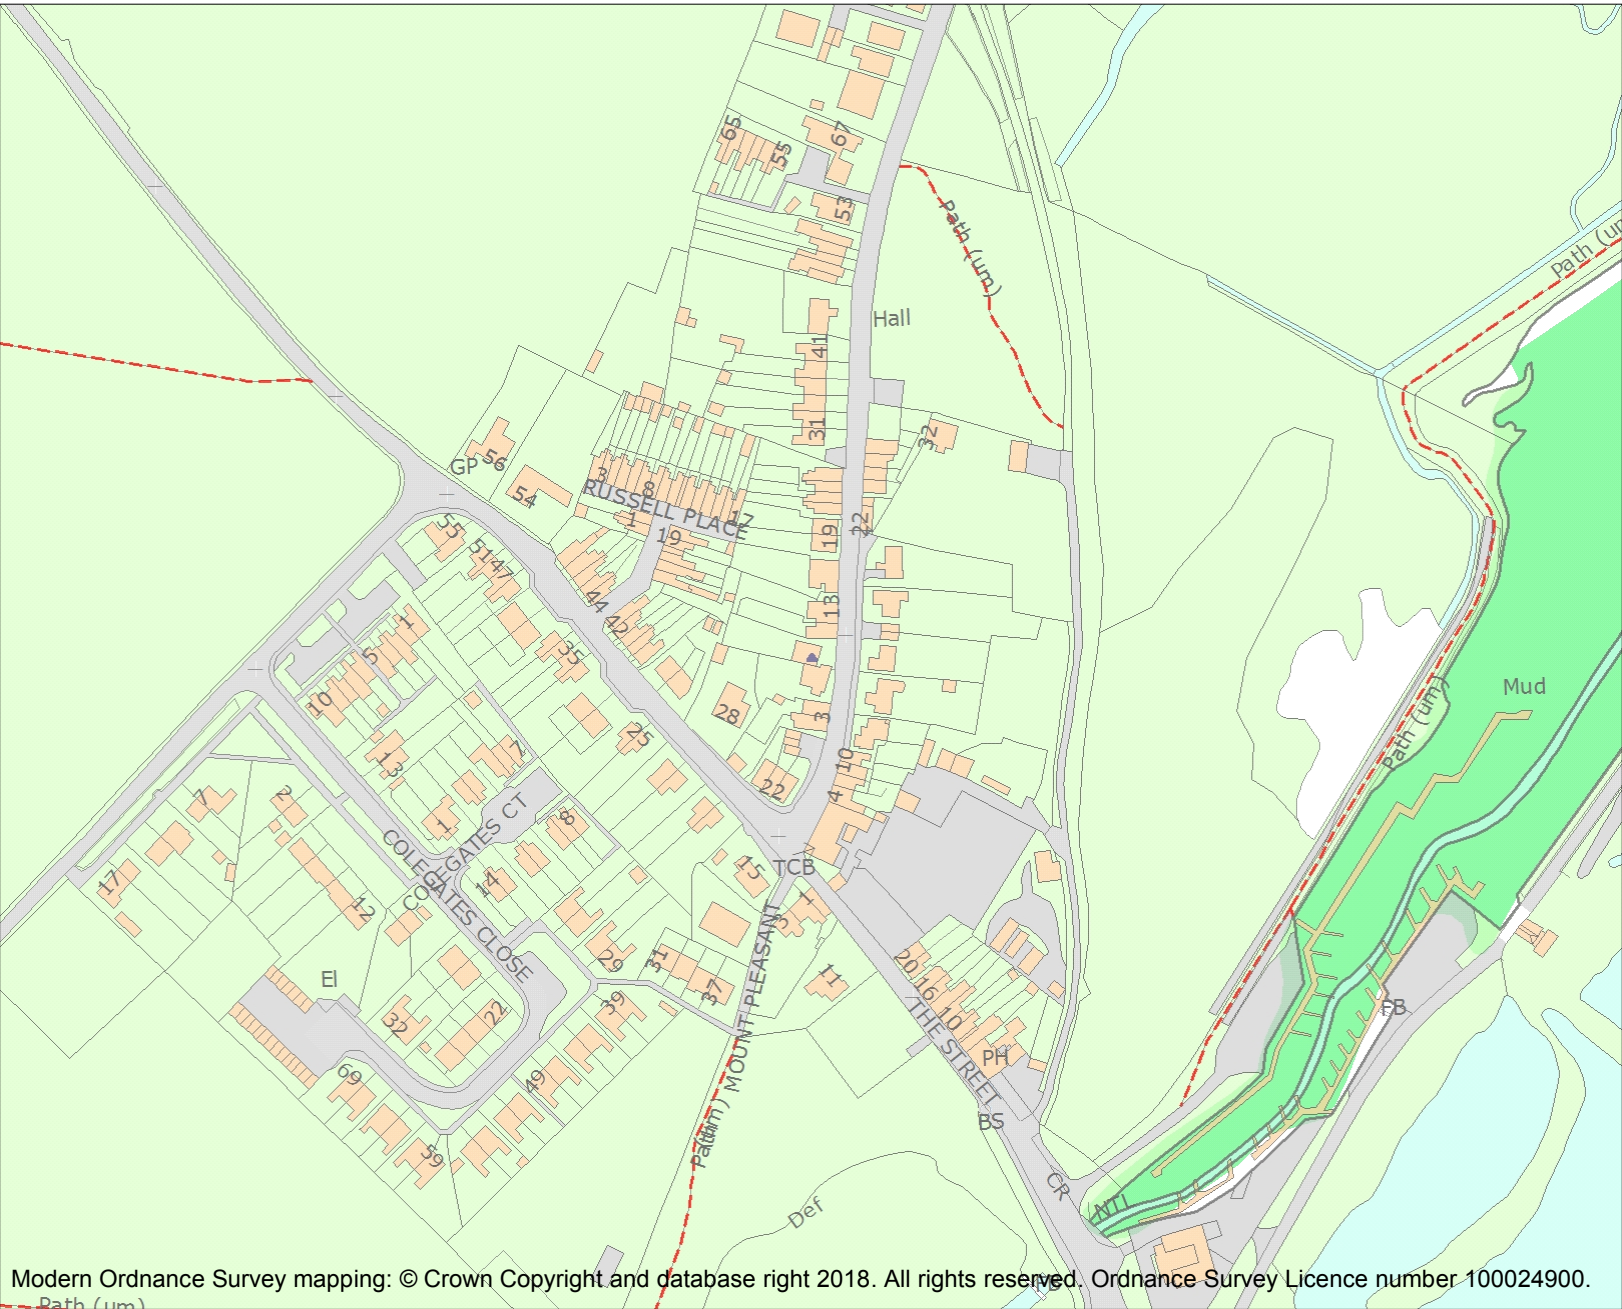 65
55
67
53
Path (um)
Path (um)
Hall
41
31
32
GP
56
54
3
8
RUSSELL PLACE
17
1
19
19
22
55
5147
44
42
13
35
1
5
10
Mud
28
3
25
7
13
10
22
4
Path (um)
7
2
1
8
COLEGATES CT
COLEGATES CLOSE
14
12
17
TCB
15
1
3
MOUNT PLEASANT
11
20
16
10
THE STREET
PH
BS
29
31
37
39
El
32
22
FB
69
49
59
Path (um)
CR
NTL
Def
FB
Modern Ordnance Survey mapping: © Crown Copyright and database right 2018. All rights reserved. Ordnance Survey Licence number 100024900.
Path (um)